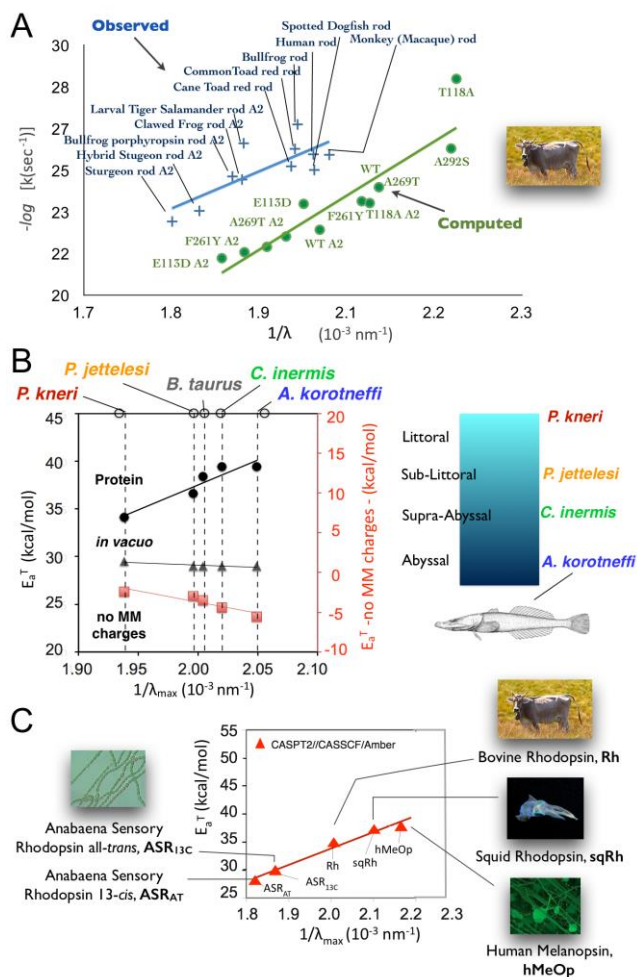 A
Observed
Spotted Dogfish rod
Human rod
Monkey (Macaque) rod
Bullfrog rod
CommonToad red rod
Cane Toad red rod
Larval Tiger Salamander rod A2
Clawed Frog rod A2
Bullfrog porphyropsin rod A2
Hybrid Stugeon rod A2
Sturgeon rod A2
T118A
A292S
WT
A269T
E113D
F261Y
T118A A2
A269T A2
WT A2
F261Y A2
E113D A2
Computed
-log [k(sec⁻¹)]
30
28
27
25
23
22
20
1.7 1.8 1.9 2.0 2.1 2.2 2.3
1/λ (10⁻³ nm⁻¹)
B
P. jettelesi
B. taurus
C. inermis
P. kneri
A. korotneffi
45
40
35
30
25
20
Eₐᵀ (kcal/mol)
Protein
in vacuo
no MM
charges
20
15
10
5
0
-5
-10
Eₐᵀ -no MM charges - (kcal/mol)
1.90 1.95 2.00 2.05 2.10
1/λmax (10⁻³ nm⁻¹)
P. kneri
Littoral
Sub-Littoral
P. jettelesi
Supra-Abyssal
C. inermis
Abyssal
A. korotneffi
C
CASPT2//CASSCF/Amber
55
50
45
40
35
30
25
Eₐᵀ (kcal/mol)
ASR_AT
ASR₁₃C
Rh
sqRh
hMeOp
1.8 1.9 2.0 2.1 2.2 2.3
1/λmax (10⁻³ nm⁻¹)
Anabaena Sensory
Rhodopsin all-trans, ASR₁₃C
Anabaena Sensory
Rhodopsin 13-cis, ASR_AT
Bovine Rhodopsin, Rh
Squid Rhodopsin, sqRh
Human Melanopsin,
hMeOp